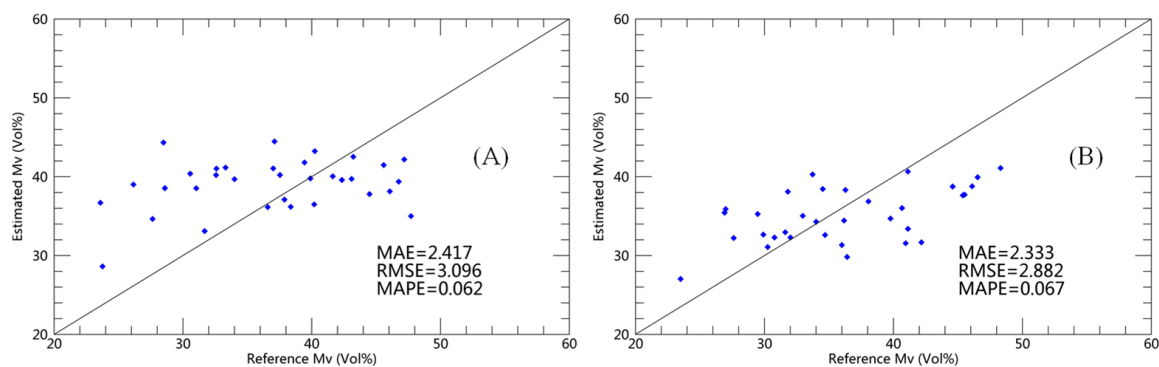 60
50
40
30
20
Estimated Mv (Vol%)
(A)
MAE=2.417
RMSE=3.096
MAPE=0.062
20 30 40 50 60
Reference Mv (Vol%)
60
50
40
30
20
Estimated Mv (Vol%)
(B)
MAE=2.333
RMSE=2.882
MAPE=0.067
20 30 40 50 60
Reference Mv (Vol%)